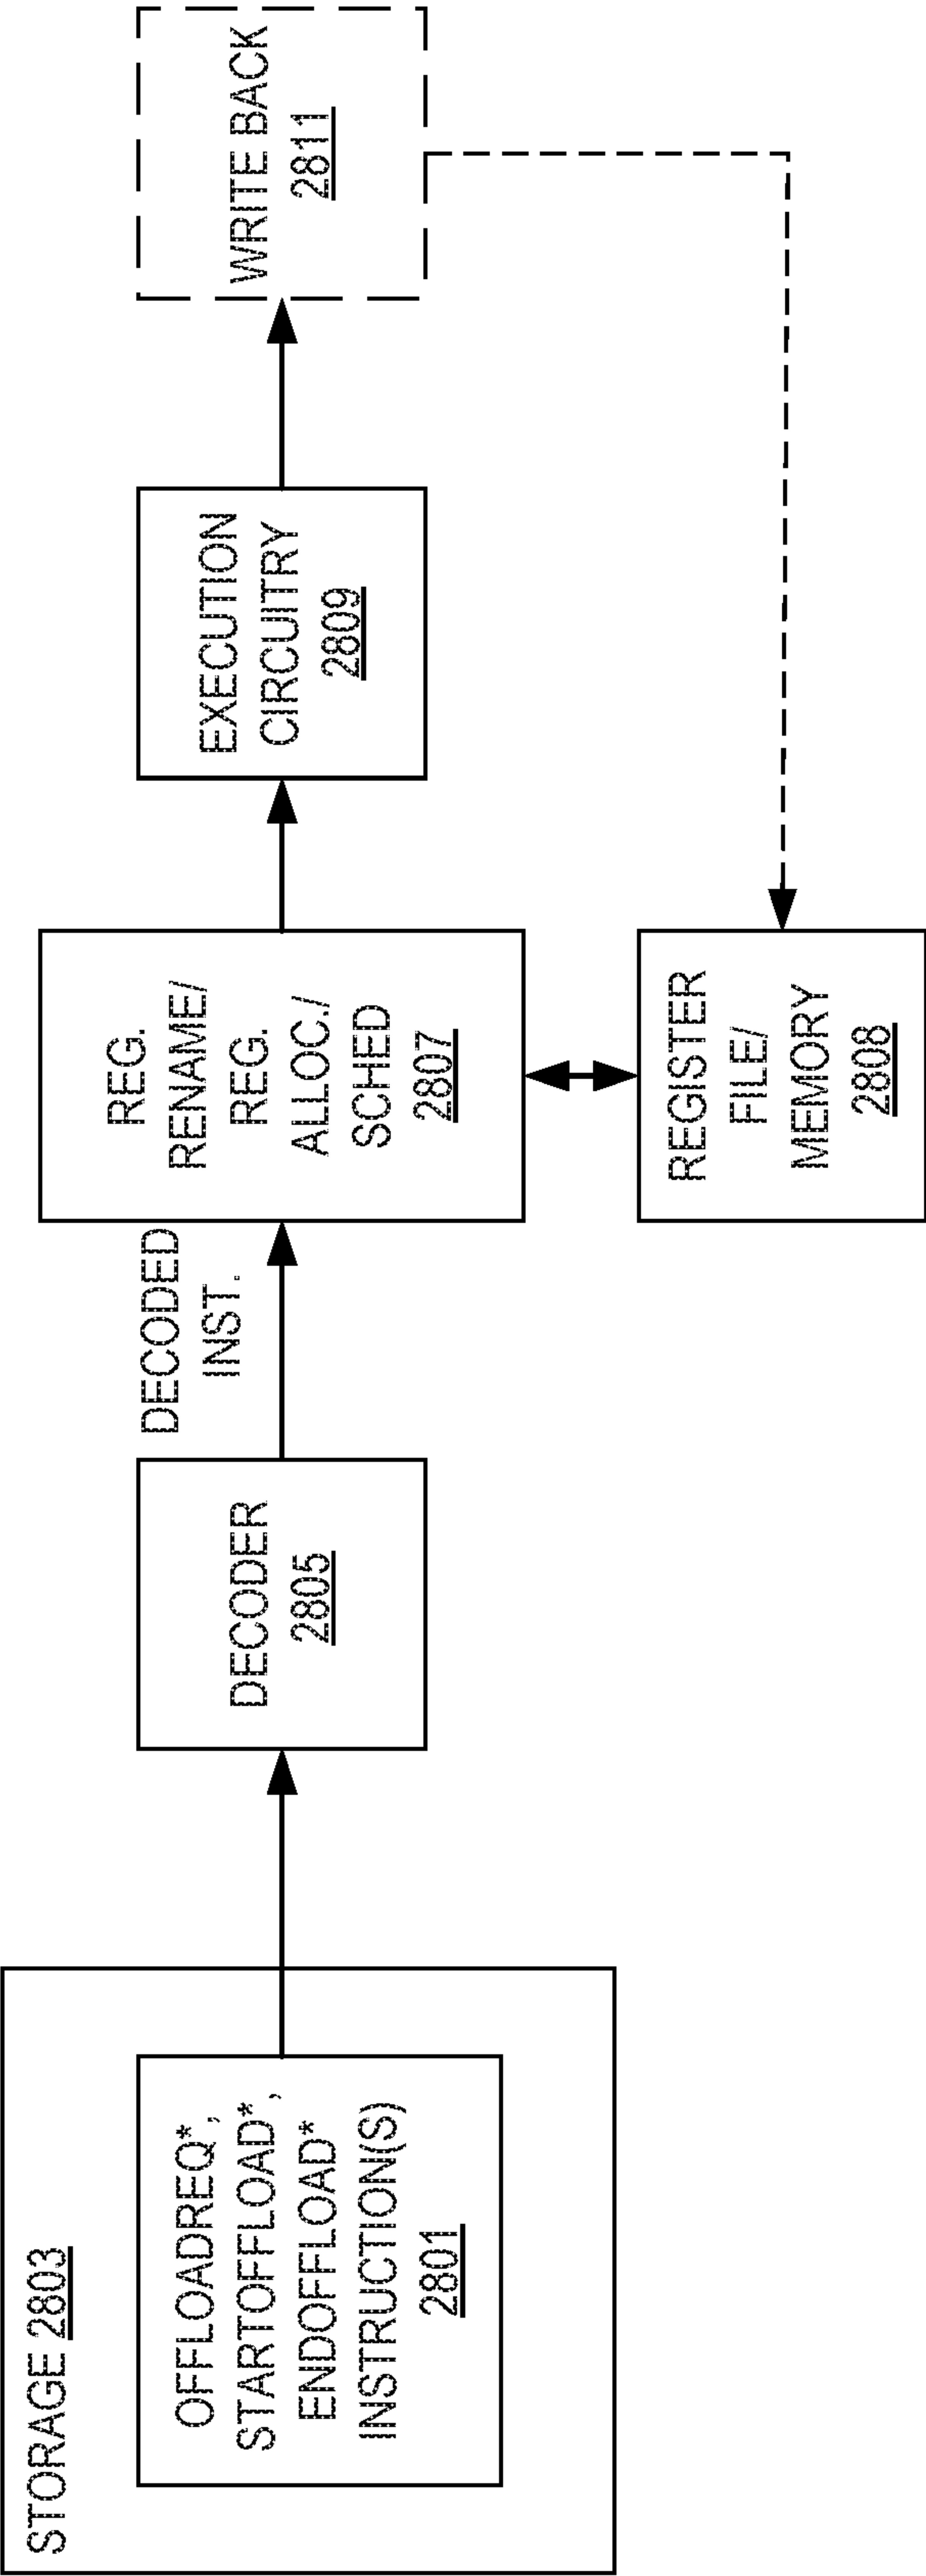 STORAGE 2803
OFFLOADREQ*,
STARTOFFLOAD*,
ENDOFFLOAD*
INSTRUCTION(S)
2801
DECODER
2805
DECODED
INST.
REG.
RENAME/
REG.
ALLOC./
SCHED
2807
REGISTER
FILE/
MEMORY
2808
EXECUTION
CIRCUITRY
2809
WRITE BACK
2811